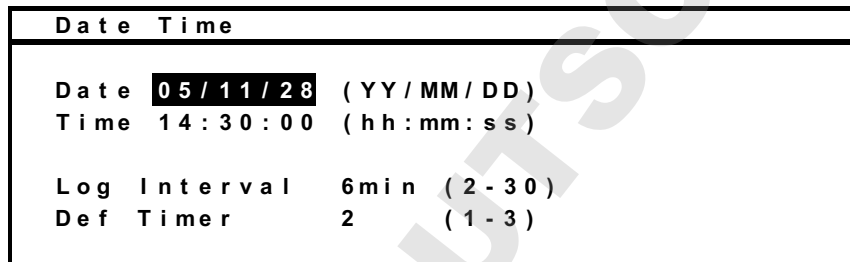 Date Time
Date 05/11/28 (YY/MM/DD)
Time 14:30:00 (hh:mm:ss)
Log Interval 6min (2-30)
Def Timer 2 (1-3)